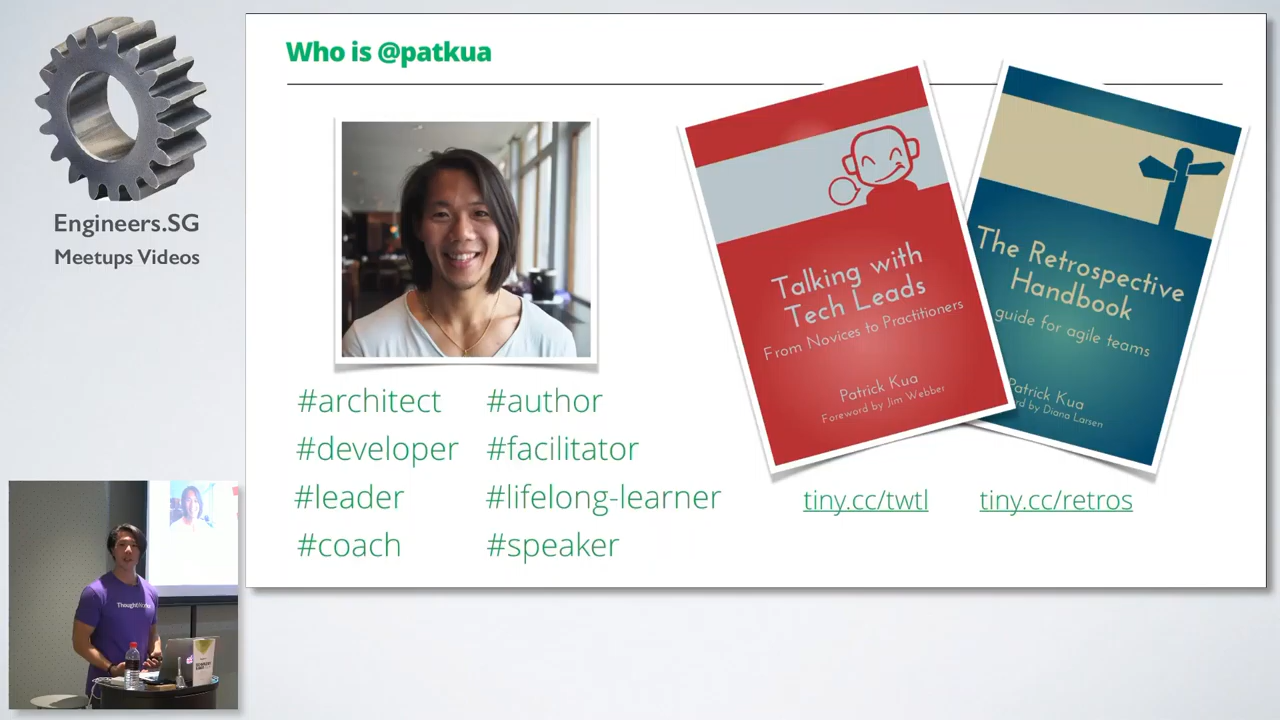 Engineers.SG
Meetups Videos
Who is @patkua
#architect
#author
#developer
#facilitator
#leader
#lifelong-learner
#coach
#speaker
Talking with
Tech Leads
From Novices to Practitioners
Patrick Kua
Foreword by Jim Webber
The Retrospective
Handbook
guide for agile teams
Patrick Kua
by Diana Larsen
tiny.cc/twtl
tiny.cc/retros